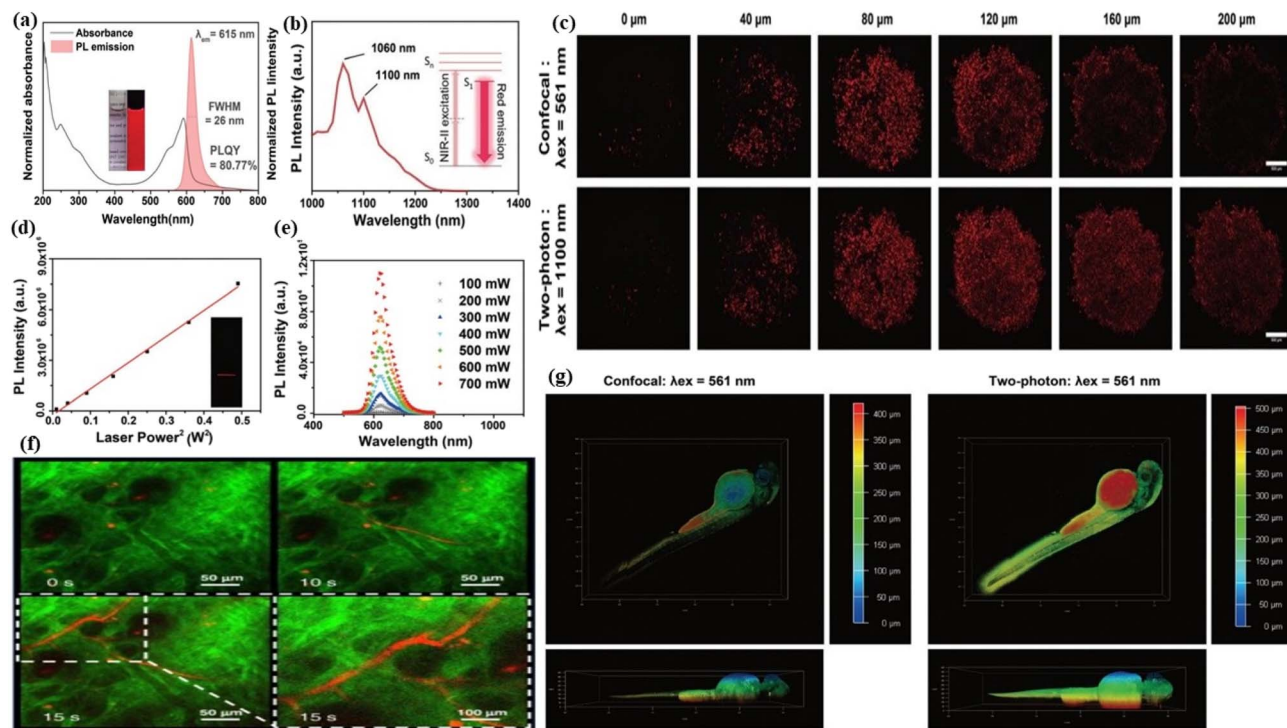 (a)
Absorbance
PL emission
λem = 615 nm
FWHM
= 26 nm
PLQY
= 80.77%
Normalized absorbance
Normalized PL lintensity
200 300 400 500 600 700 800
Wavelength(nm)
(b)
1060 nm
1100 nm
Sn
S1
S0
NIR-II excitation
Red emission
PL Intensity (a.u.)
1000 1100 1200 1300 1400
Wavelength (nm)
(c)
0 µm 40 µm 80 µm 120 µm 160 µm 200 µm
Confocal :
λex = 561 nm
Two-photon :
λex = 1100 nm
(d)
PL Intensity (a.u.)
0.0
0.0 0.1 0.2 0.3 0.4 0.5
Laser Power² (W²)
(e)
PL Intensity (a.u.)
0.0
100 mW
200 mW
300 mW
400 mW
500 mW
600 mW
700 mW
400 600 800 1000
Wavelength (nm)
(f)
0 s
50 µm
10 s
50 µm
15 s
50 µm
15 s
100 µm
(g)
Confocal: λex = 561 nm
400 µm
350 µm
300 µm
250 µm
200 µm
150 µm
100 µm
50 µm
0 µm
Two-photon: λex = 561 nm
500 µm
450 µm
400 µm
350 µm
300 µm
250 µm
200 µm
150 µm
100 µm
50 µm
0 µm